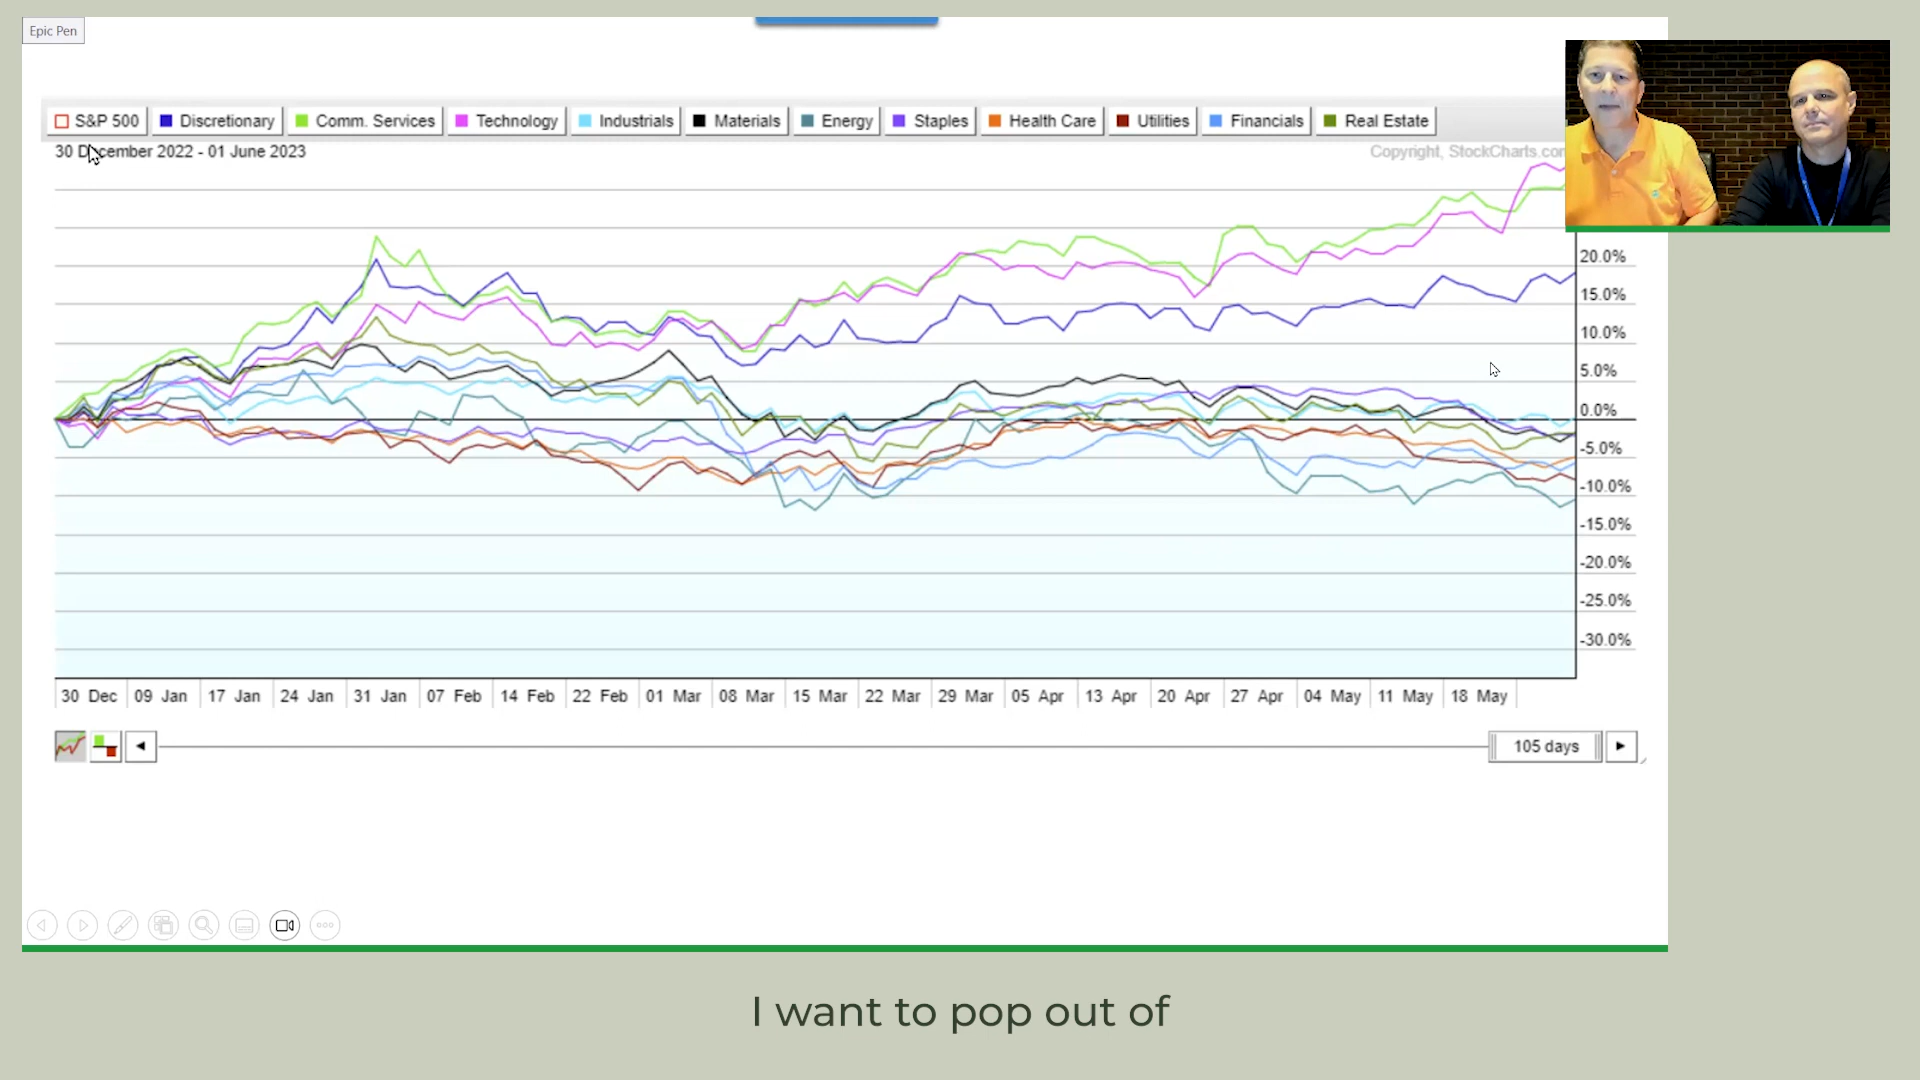 Epic Pen
S&P 500 Discretionary Comm. Services Technology Industrials Materials Energy Staples Health Care Utilities Financials Real Estate
30 December 2022 - 01 June 2023
Copyright, StockCharts.com
20.0%
15.0%
10.0%
5.0%
0.0%
-5.0%
-10.0%
-15.0%
-20.0%
-25.0%
-30.0%
30 Dec 09 Jan 17 Jan 24 Jan 31 Jan 07 Feb 14 Feb 22 Feb 01 Mar 08 Mar 15 Mar 22 Mar 29 Mar 05 Apr 13 Apr 20 Apr 27 Apr 04 May 11 May 18 May
105 days
I want to pop out of